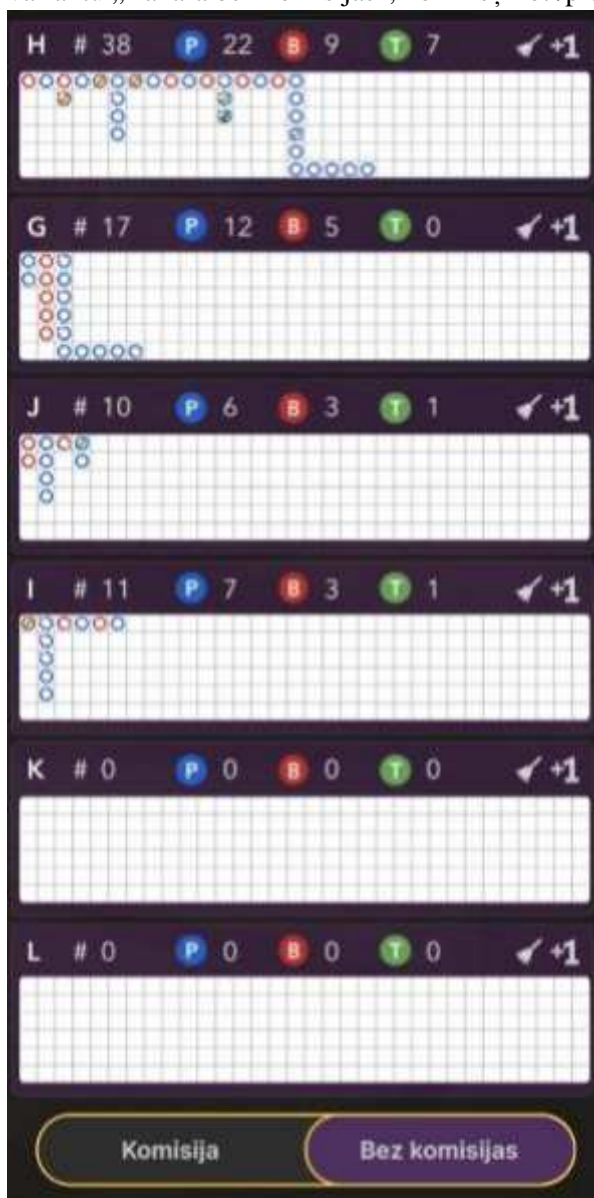 H # 38 P 22 B 9 T 7 +1
G # 17 P 12 B 5 T 0 +1
J # 10 P 6 B 3 T 1 +1
I # 11 P 7 B 3 T 1 +1
K # 0 P 0 B 0 T 0 +1
L # 0 P 0 B 0 T 0 +1
Komisija Bez komisijas